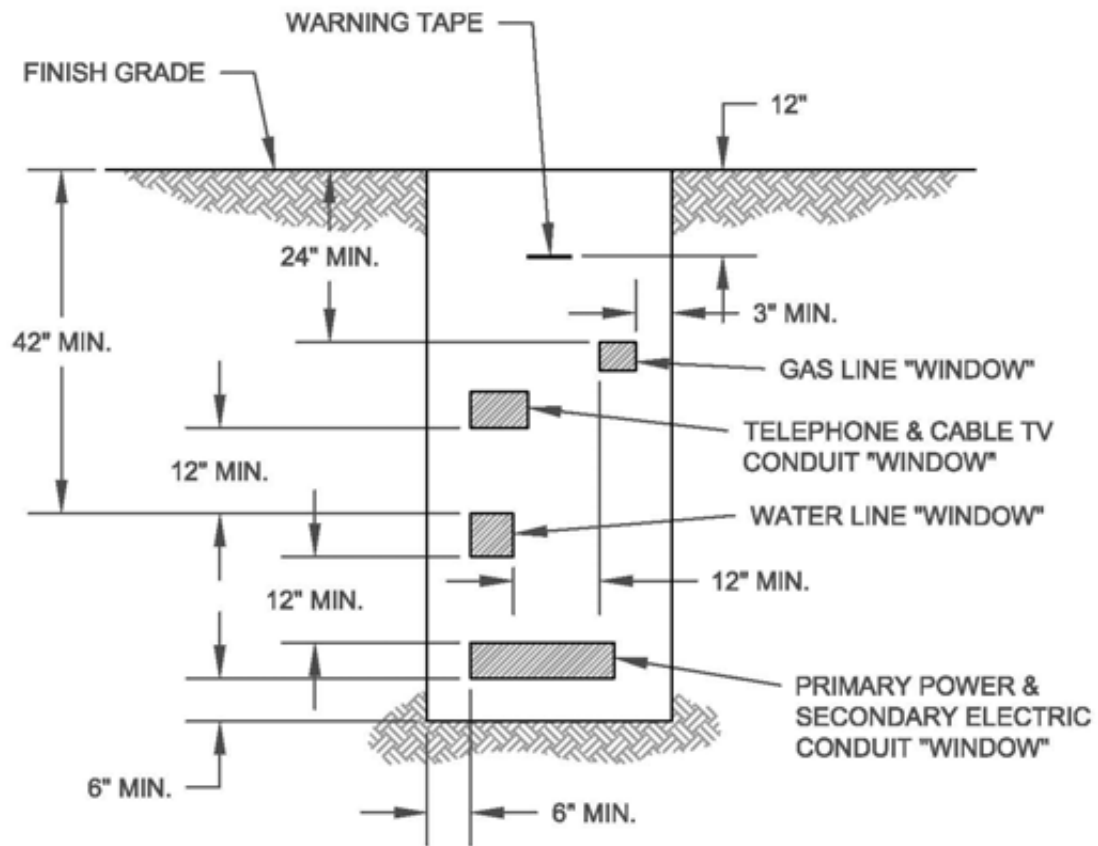 WARNING TAPE
FINISH GRADE
12"
24" MIN.
3" MIN.
42" MIN.
GAS LINE "WINDOW"
TELEPHONE & CABLE TV
CONDUIT "WINDOW"
12" MIN.
WATER LINE "WINDOW"
12" MIN.
12" MIN.
PRIMARY POWER &
SECONDARY ELECTRIC
CONDUIT "WINDOW"
6" MIN.
6" MIN.